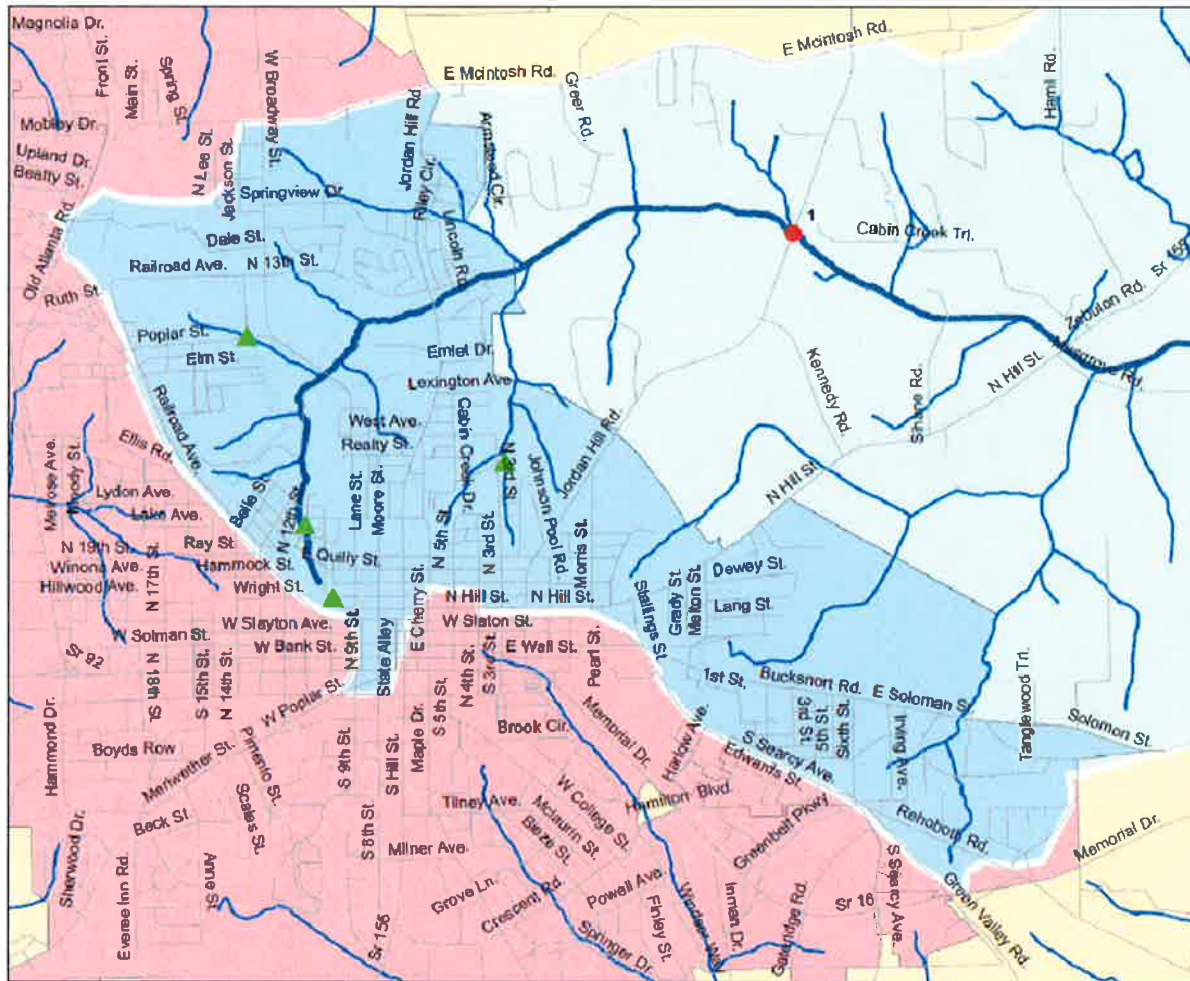 Magnolia Dr.
Front St.
Main St.
Spring St.
W Broadway St.
E Mcintosh Rd.
E Mcintosh Rd.
Greer Rd.
Hamil Rd.
Mobley Dr.
Upland Dr.
Beatty St.
N Lee St.
Jackson St.
Springview Dr.
Jordan Hill Rd.
Riley Cir.
Armstead Cir.
Lincoln Rd.
1
Cabin Creek Trl.
Old Atlanta Rd.
Dale St.
Railroad Ave.
N 13th St.
Ruth St.
Zebulon Rd.
Sr 155
Poplar St.
Elm St.
Emlet Dr.
Lexington Ave.
Kennedy Rd.
Musgrove Rd.
N Hill St.
Railroad Ave.
West Ave.
Realty St.
Cabin Creek Dr.
Jordan Hill Rd.
Ellis Rd.
Melrose Ave.
Moody St.
Lydon Ave.
Lake Ave.
Belle St.
N 12th St.
Lane St.
Moore St.
N 3rd St.
Johnson Pool Rd.
N Hill St.
N 19th St.
Winona Ave.
Hillwood Ave.
N 17th St.
Ray St.
Hammock St.
Wright St.
Quilly St.
N 5th St.
N 3rd St.
Morris St.
Dewey St.
Lang St.
Grady St.
Melton St.
Stallings St.
N Hill St.
N Hill St.
E Cherry St.
W Slayton Ave.
W Slaton St.
W Solman St.
W Bank St.
E Wall St.
Pearl St.
Sr 92
N 18th St.
S 15th St.
N 14th St.
N 9th St.
State Alley
N 4th St.
S 3rd St.
1st St.
Bucksnort Rd.
E Soloman S
Tanglewood Trl.
Solomon St.
W Poplar St.
S 5th St.
Maple Dr.
Brook Cir.
Memorial Dr.
Harlow Ave.
S Searcy Ave.
3rd St.
5th St.
Sixth St.
Irving Ave.
Hammond Dr.
Boyds Row
Meriwether St.
Pimento St.
S 9th St.
S Hill St.
Edwards St.
Hamilton Blvd.
Tilney Ave.
W College St.
Mclaurin St.
Beck St.
Scales St.
S 8th St.
Milner Ave.
Greenbelt Pkwy
Rehoboth Rd.
Memorial Dr.
Sherwood Dr.
Everee Inn Rd.
Anne St.
Grove Ln.
Crescent Rd.
Powell Ave.
Finley St.
Inman Dr.
Sr 16
S Searcy Ave.
Green Valley Rd.
Sr 156
Springer Dr.